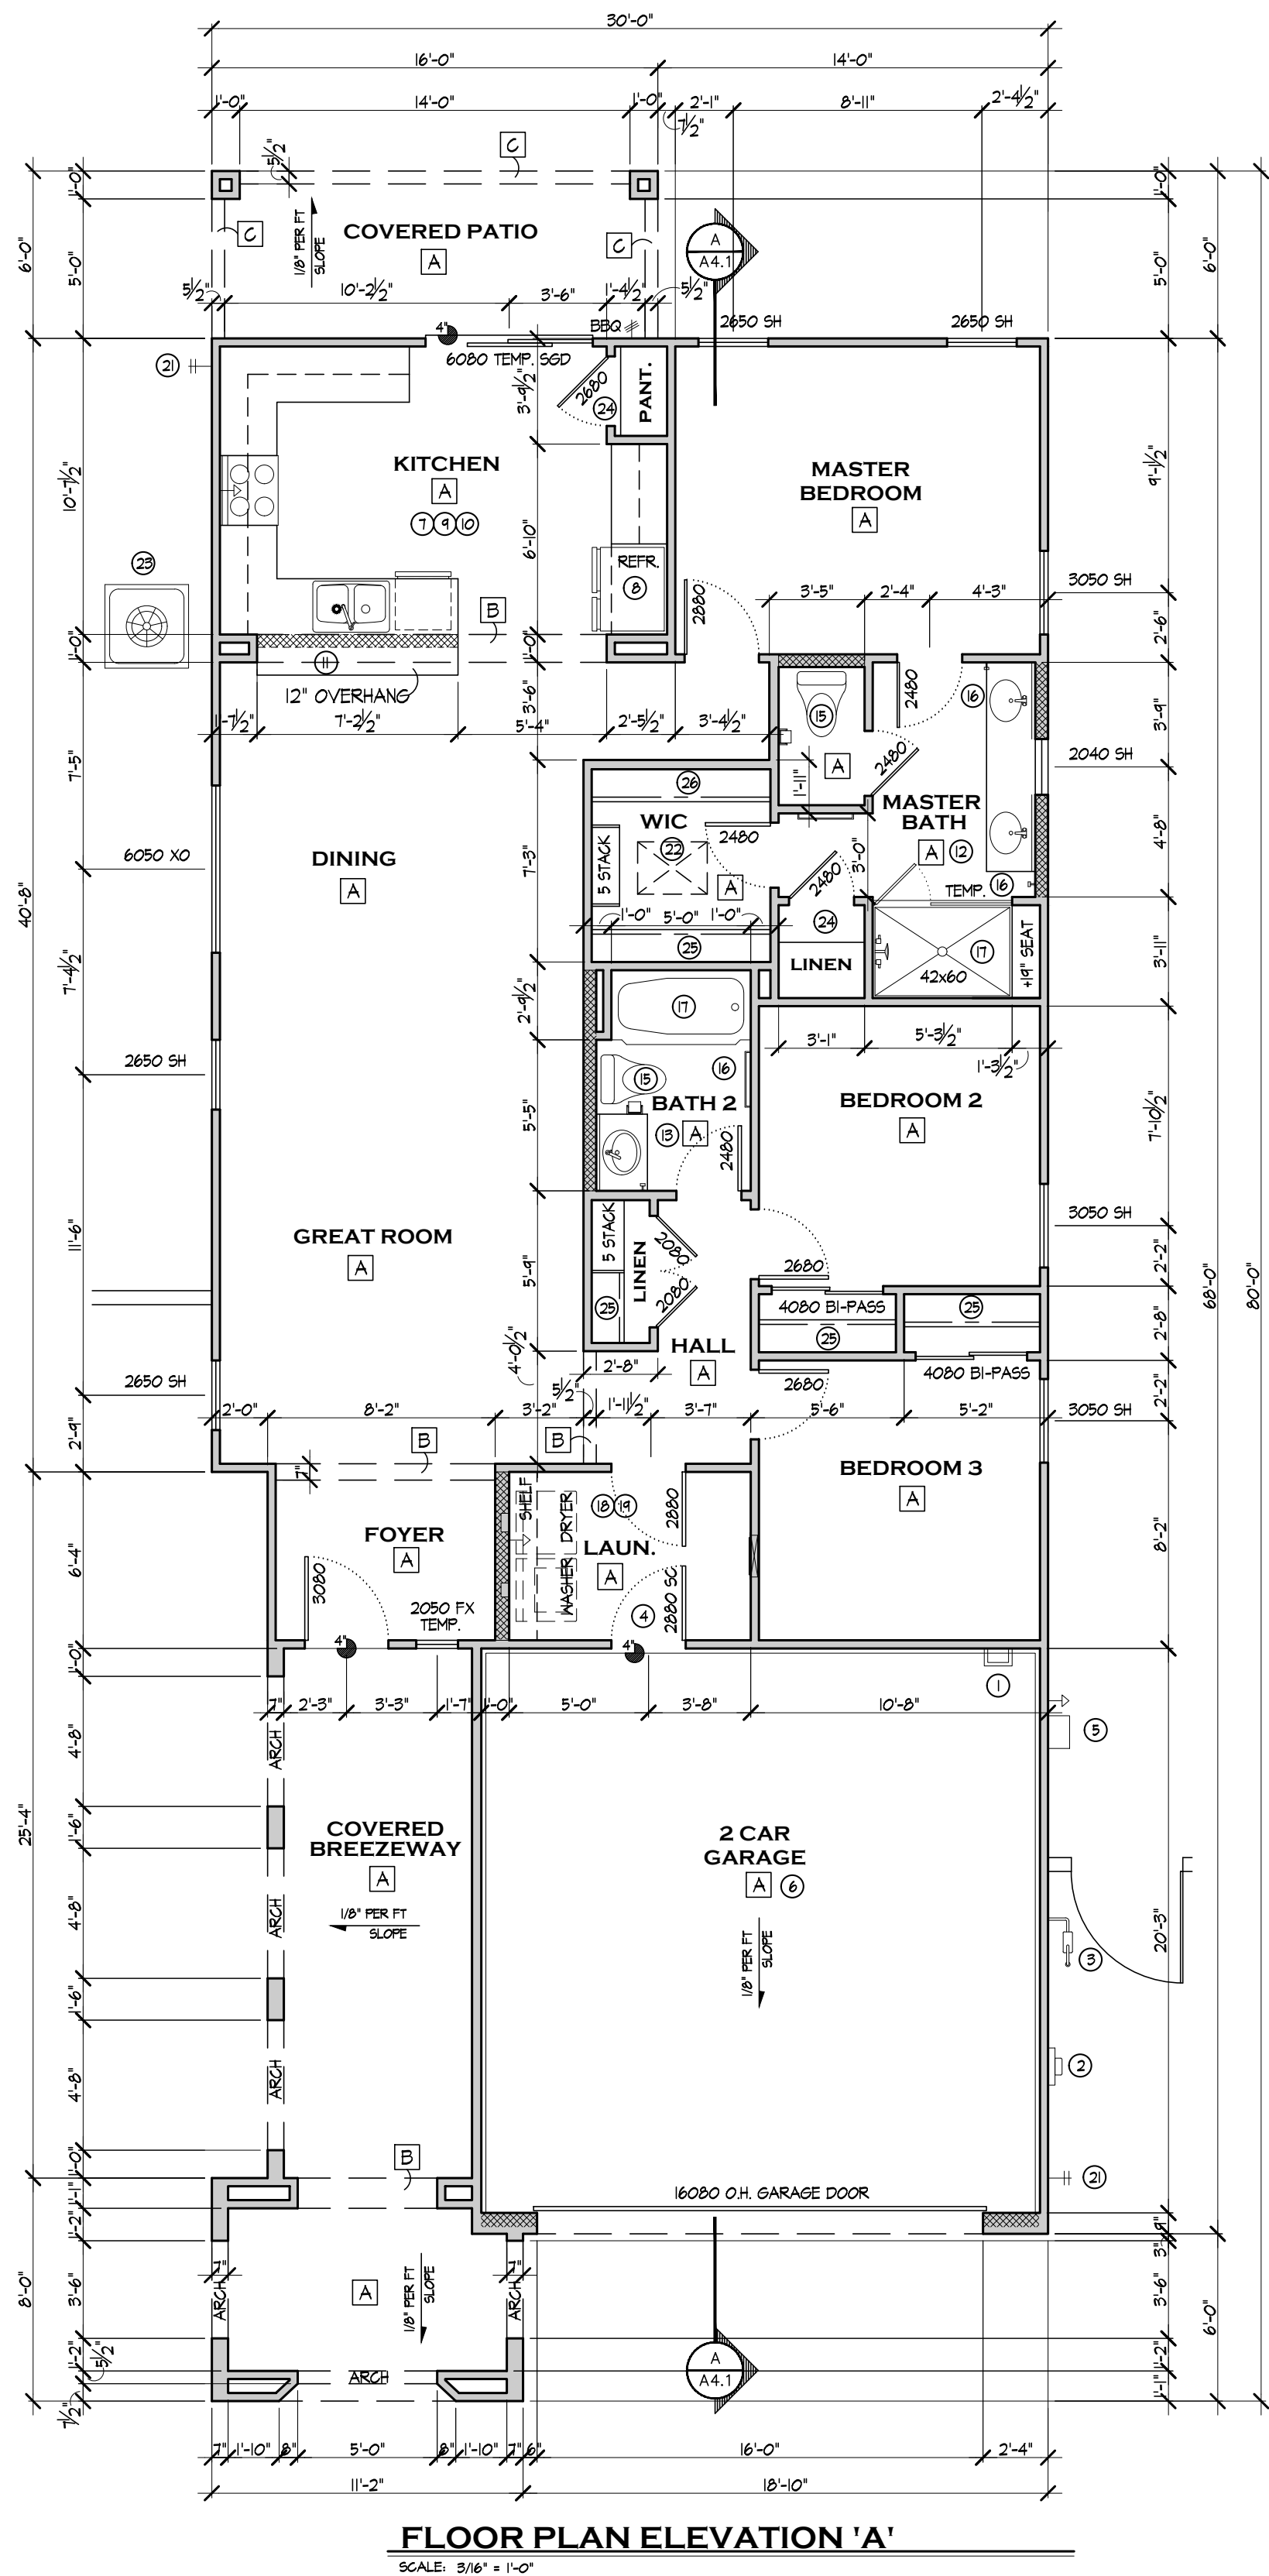 30'-0"
16'-0" 14'-0"
1'-0" 14'-0" 1'-0" 2'-1" 8'-11" 2'-4½"
7½"
C
5½"
1'-0" 1'-0"
C COVERED PATIO C
A
1/8" PER FT
SLOPE
A
A4.1
6'-0" 5'-0" 5'-0" 6'-0"
5½" 10'-2½" 3'-6" 1'-4½" 5½"
4" BBQ 2650 SH 2650 SH
21 6080 TEMP. SGD
3'-9½" 2680 24 PANT.
KITCHEN
A
7 9 10
MASTER
BEDROOM
A
10'-7½" 6'-10" 9'-1½"
23
REFR.
8
B
2880
3'-5" 2'-4" 4'-3"
3050 SH
2'-6"
1'-0" 1'-0"
11
12" OVERHANG
3'-6"
1'-7½" 7'-2½" 5'-4" 2'-5½" 3'-4½"
15 2480 16
3'-9"
2040 SH
7'-5"
A 2480
1'-11"
26
WIC
2480
22
5 STACK
A
MASTER
BATH
A 12
4'-8"
6050 XO
DINING
A
7'-3"
2480 3'-0"
TEMP. 16
40'-8"
1'-0" 5'-0" 1'-0"
25
24
LINEN
17
42x60
+19" SEAT
3'-11"
7'-4½"
2'-9½"
17
3'-1" 5'-3½" 1'-3½"
2650 SH
15 16
BATH 2
13 A
2480
BEDROOM 2
A
5'-5" 7'-10½"
GREAT ROOM
A
11'-6"
5 STACK
LINEN
25
2080
2080
5'-9"
3050 SH
2'-2"
68'-0" 80'-0"
2680
4080 BI-PASS
25
25
2'-8"
HALL
A
4080 BI-PASS
4'-0½"
2'-8"
2680
2'-2"
2650 SH
5½" 1'-11½"
2'-0" 8'-2" 3'-2" 3'-7" 5'-6" 5'-2"
3050 SH
2'-9"
B B
7"
BEDROOM 3
A
SHELF
18 19
2880
DRYER
WASHER
LAUN.
A
FOYER
A
3080
2050 FX
TEMP.
2880 SC
4
6'-4" 8'-2"
4" 4"
1'-0"
1
7" 2'-3" 3'-3" 1'-7" 1'-0" 5'-0" 3'-8" 10'-8"
5
ARCH
4'-8"
COVERED
BREEZEWAY
A
2 CAR
GARAGE
A 6
1'-6"
25'-4"
1/8" PER FT
SLOPE
1/8" PER FT
SLOPE
ARCH
4'-8"
20'-3"
3
1'-6"
ARCH
4'-8"
2
B
1'-0"
21
1'-1"
16080 O.H. GARAGE DOOR
1'-2"
9"
3"
7" 7"
A
ARCH ARCH
1/8" PER FT
SLOPE
8'-0" 3'-6" 3'-6" 6'-0"
A
A4.1
1'-2" 5½" 1'-2"
ARCH
7½" 1'-1"
7" 1'-10" 8" 5'-0" 8" 1'-10" 7" 6" 16'-0" 2'-4"
11'-2" 18'-10"
FLOOR PLAN ELEVATION 'A'
SCALE: 3/16" = 1'-0"